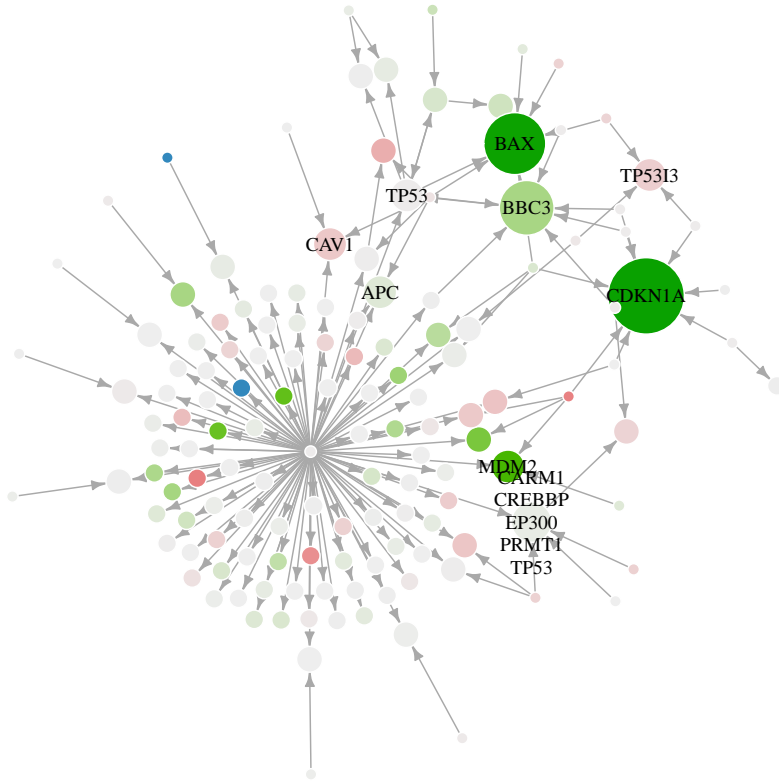 BAX
TP53I3
TP53
BBC3
CAV1
APC
CDKN1A
MDM2
CARM1
CREBBP
EP300
PRMT1
TP53